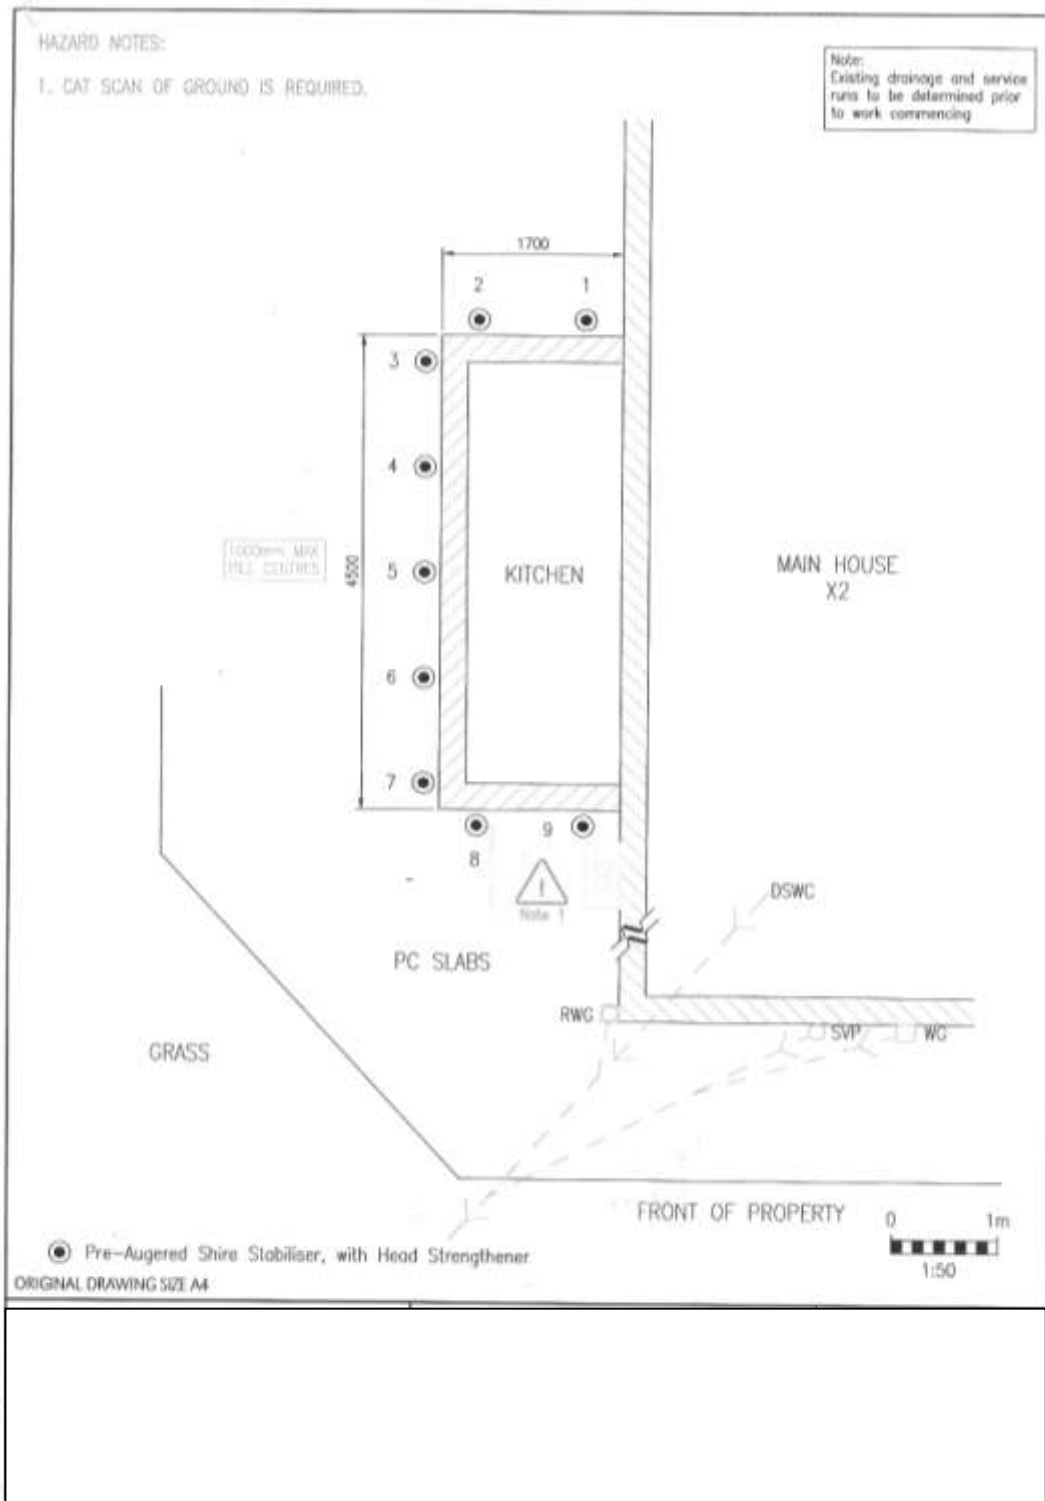 HAZARD NOTES:
1. CAT SCAN OF GROUND IS REQUIRED.
Note:
Existing drainage and service
runs to be determined prior
to work commencing
1700
2
1
3
4
1000mm MAX
PILE CENTRES
5
4500
KITCHEN
MAIN HOUSE
X2
6
7
9
8
Note 1
DSWC
PC SLABS
RWG
SVP
WG
GRASS
FRONT OF PROPERTY
0
1m
1:50
Pre-Augered Shire Stabiliser, with Head Strengthener
ORIGINAL DRAWING SIZE A4